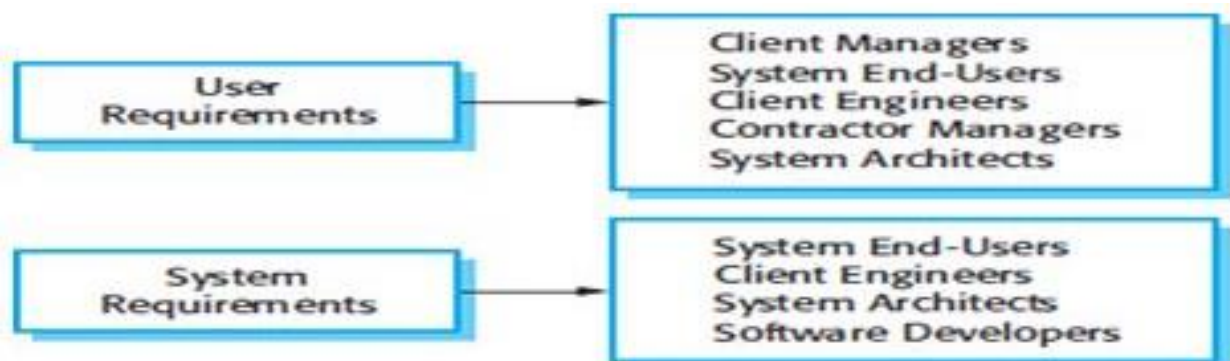 User
Requirements
Client Managers
System End-Users
Client Engineers
Contractor Managers
System Architects
System
Requirements
System End-Users
Client Engineers
System Architects
Software Developers